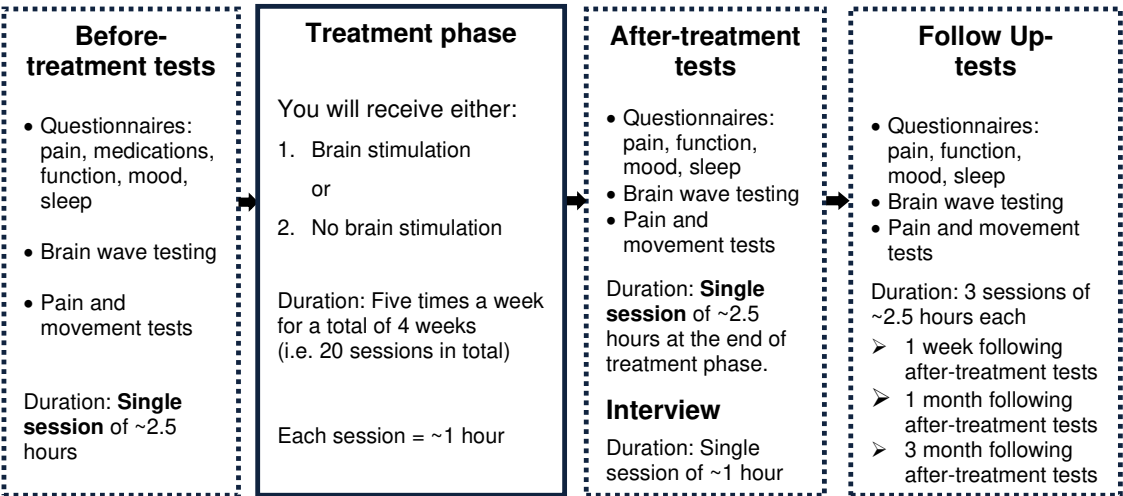 Before-
treatment tests
• Questionnaires:
pain, medications,
function, mood,
sleep
• Brain wave testing
• Pain and
movement tests
Duration: Single
session of ~2.5
hours
Treatment phase
You will receive either:
1. Brain stimulation
or
2. No brain stimulation
Duration: Five times a week
for a total of 4 weeks
(i.e. 20 sessions in total)
Each session = ~1 hour
After-treatment
tests
• Questionnaires:
pain, function,
mood, sleep
• Brain wave testing
• Pain and
movement tests
Duration: Single
session of ~2.5
hours at the end of
treatment phase.
Interview
Duration: Single
session of ~1 hour
Follow Up-
tests
• Questionnaires:
pain, function,
mood, sleep
• Brain wave testing
• Pain and movement
tests
Duration: 3 sessions of
~2.5 hours each
➢ 1 week following
after-treatment tests
➢ 1 month following
after-treatment tests
➢ 3 month following
after-treatment tests